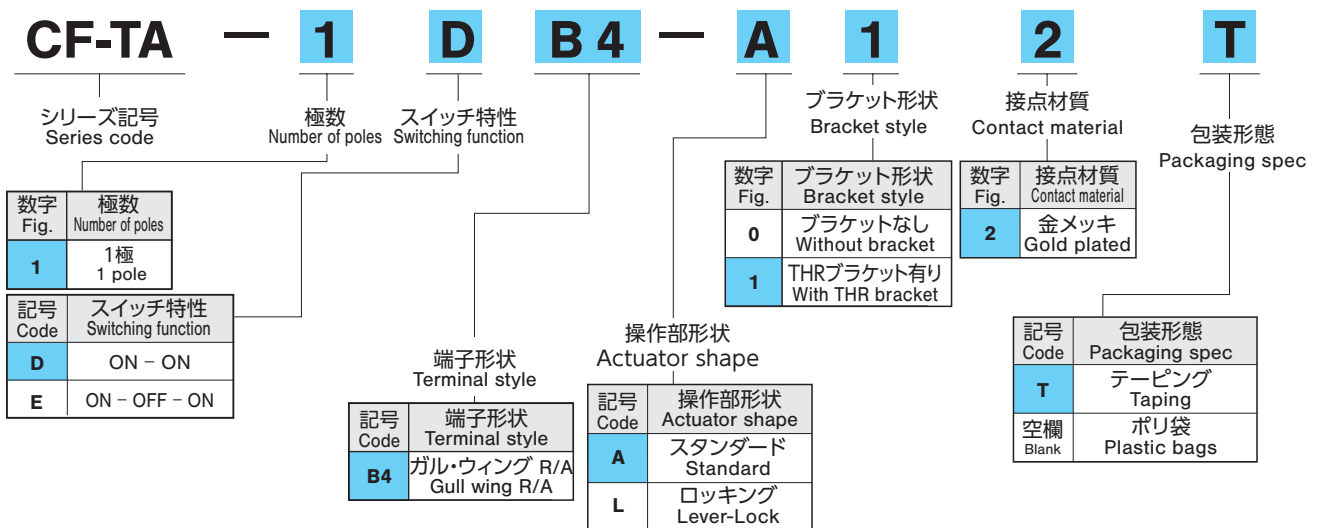 CF-TA － 1 D B4 － A 1 2 T
シリーズ記号
Series code
極数
Number of poles
スイッチ特性
Switching function
ブラケット形状
Bracket style
接点材質
Contact material
包装形態
Packaging spec
数字 極数
Fig. Number of poles
1 1極
1 pole
記号 スイッチ特性
Code Switching function
D ON − ON
E ON − OFF − ON
端子形状
Terminal style
記号 端子形状
Code Terminal style
B4 ガル・ウィング R/A
Gull wing R/A
操作部形状
Actuator shape
記号 操作部形状
Code Actuator shape
A スタンダード
Standard
L ロッキング
Lever-Lock
数字 ブラケット形状
Fig. Bracket style
0 ブラケットなし
Without bracket
1 THRブラケット有り
With THR bracket
数字 接点材質
Fig. Contact material
2 金メッキ
Gold plated
記号 包装形態
Code Packaging spec
T テーピング
Taping
空欄 ポリ袋
Blank Plastic bags